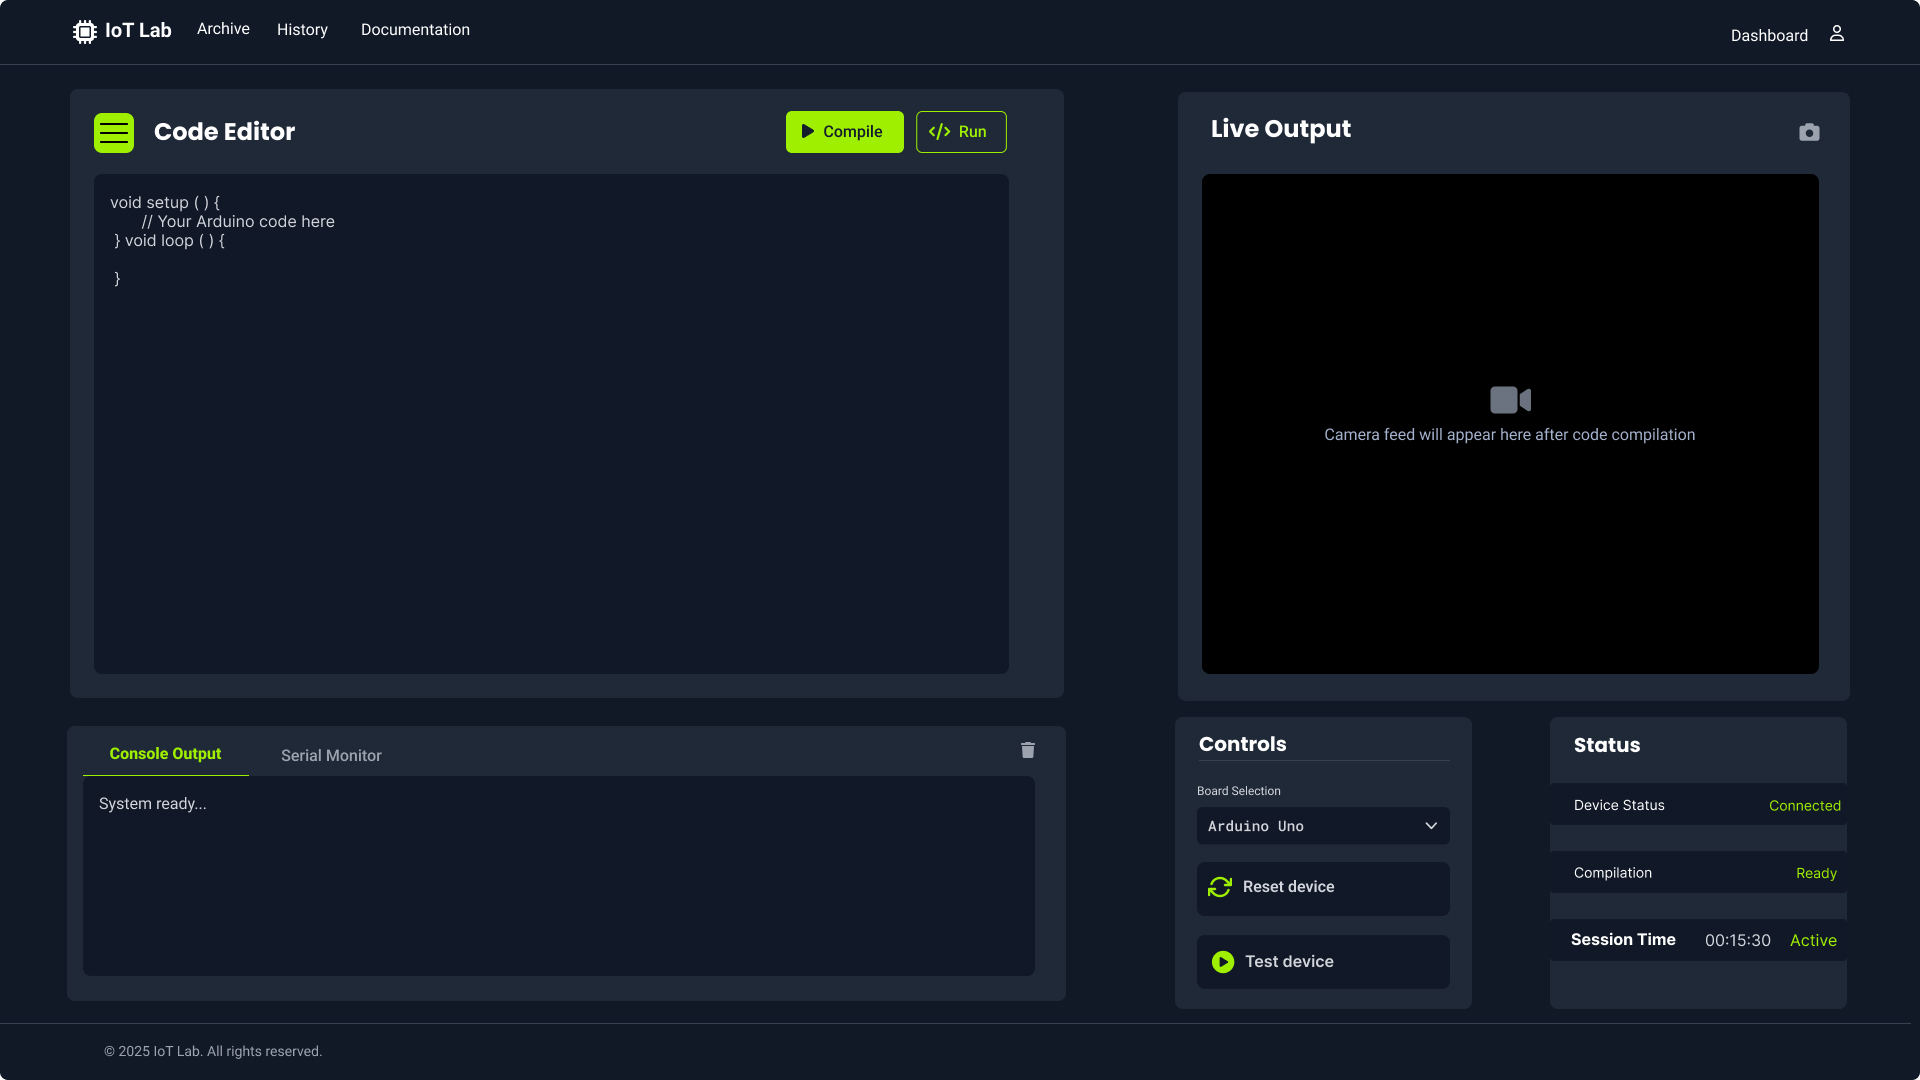 IoT Lab
Archive
History
Documentation
Dashboard
Code Editor
Compile
</> Run
void setup ( ) {
// Your Arduino code here
} void loop ( ) {
}
Live Output
Camera feed will appear here after code compilation
Console Output
Serial Monitor
System ready...
Controls
Board Selection
Arduino Uno
Reset device
Test device
Status
Device Status
Connected
Compilation
Ready
Session Time
00:15:30
Active
© 2025 IoT Lab. All rights reserved.